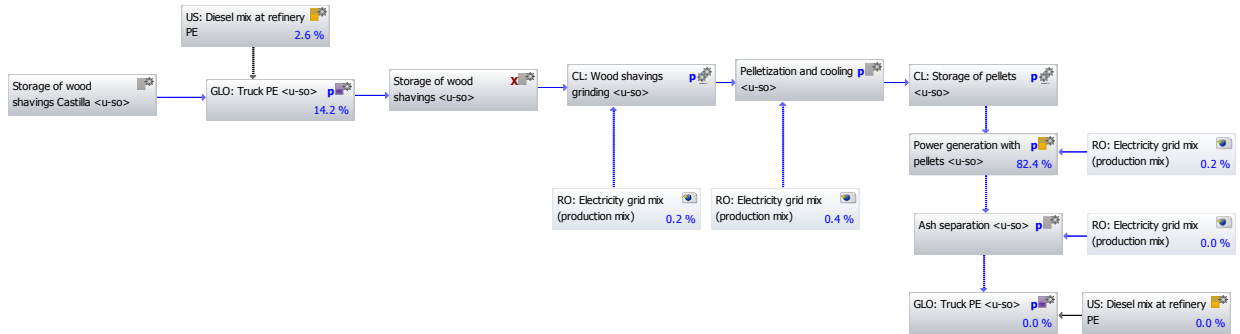 US: Diesel mix at refinery
PE
2.6 %
Storage of wood
shavings Castilla <u-so>
GLO: Truck PE <u-so> p
14.2 %
Storage of wood X
shavings <u-so>
CL: Wood shavings p
grinding <u-so>
Pelletization and cooling p
<u-so>
CL: Storage of pellets p
<u-so>
Power generation with p
pellets <u-so> 82.4 %
RO: Electricity grid mix
(production mix) 0.2 %
RO: Electricity grid mix
(production mix) 0.2 %
RO: Electricity grid mix
(production mix) 0.4 %
Ash separation <u-so> p
RO: Electricity grid mix
(production mix) 0.0 %
GLO: Truck PE <u-so> p
0.0 %
US: Diesel mix at refinery
PE 0.0 %